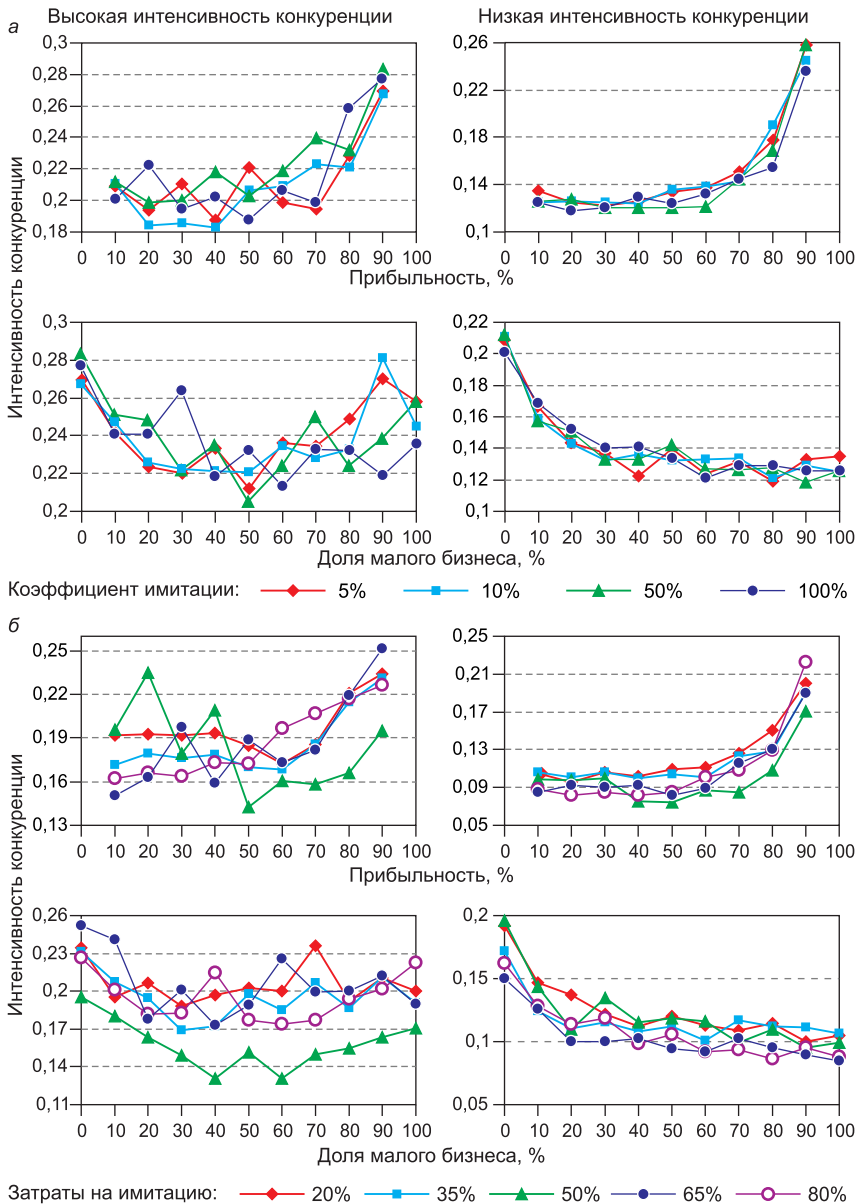 Высокая интенсивность конкуренции
Низкая интенсивность конкуренции
а
Интенсивность конкуренции
0,3
0,28
0,26
0,24
0,22
0,2
0,18
0 10 20 30 40 50 60 70 80 90 100
0,26
0,22
0,18
0,14
0,1
0 10 20 30 40 50 60 70 80 90 100
Прибыльность, %
0,3
0,28
0,26
0,24
0,22
0,2
0 10 20 30 40 50 60 70 80 90 100
0,22
0,2
0,18
0,16
0,14
0,12
0,1
0 10 20 30 40 50 60 70 80 90 100
Доля малого бизнеса, %
Коэффициент имитации: 5% 10% 50% 100%
б
Интенсивность конкуренции
0,25
0,22
0,19
0,16
0,13
0 10 20 30 40 50 60 70 80 90 100
0,25
0,21
0,17
0,13
0,09
0,05
0 10 20 30 40 50 60 70 80 90 100
Прибыльность, %
0,26
0,23
0,2
0,17
0,14
0,11
0 10 20 30 40 50 60 70 80 90 100
0,2
0,15
0,1
0,05
0 10 20 30 40 50 60 70 80 90 100
Доля малого бизнеса, %
Затраты на имитацию: 20% 35% 50% 65% 80%